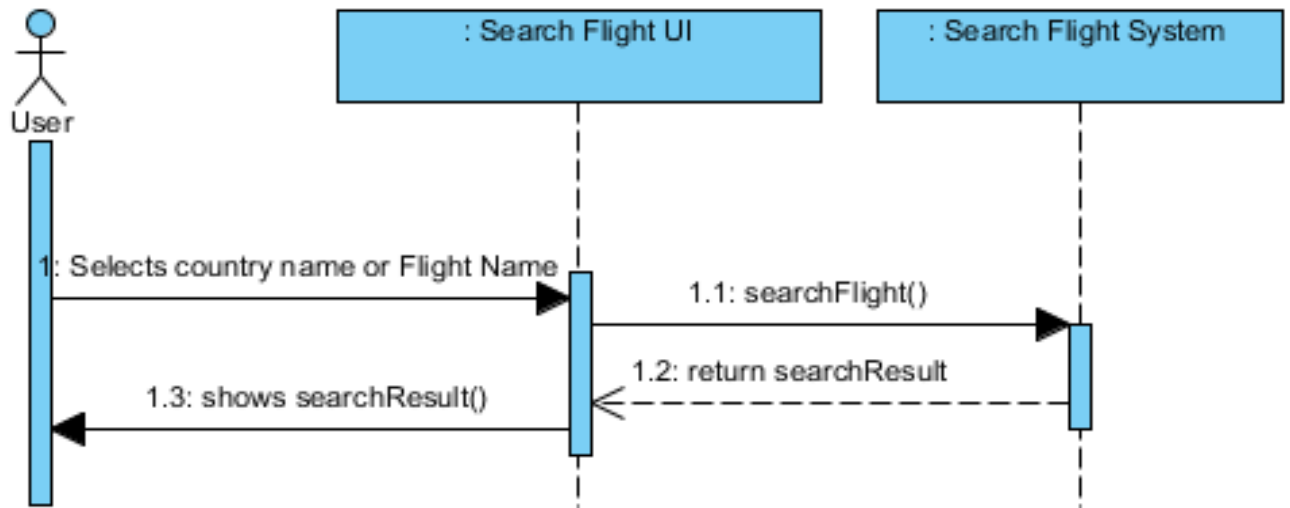 : Search Flight UI
: Search Flight System
User
1: Selects country name or Flight Name
1.1: searchFlight()
1.2: return searchResult
1.3: shows searchResult()